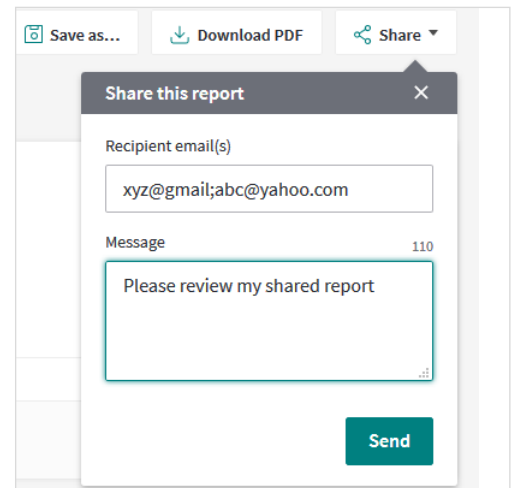 Save as... Download PDF Share
Share this report
Recipient email(s)
xyz@gmail;abc@yahoo.com
Message 110
Please review my shared report
Send